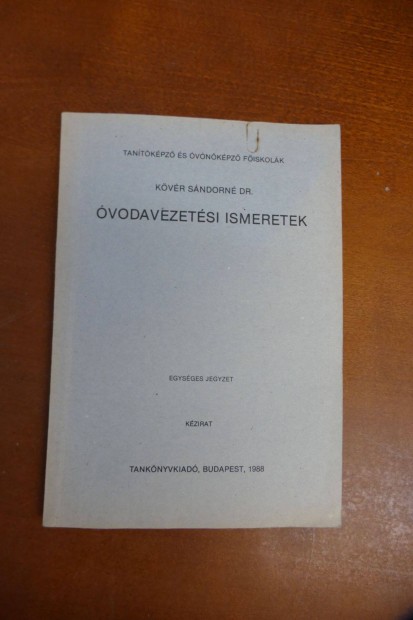 TANÍTÓKÉPZŐ ÉS ÓVÓNŐKÉPZŐ FŐISKOLÁK
KÖVÉR SÁNDORNÉ DR.
ÓVODAVEZETÉSI ISMERETEK
EGYSÉGES JEGYZET
KÉZIRAT
TANKÖNYVKIADÓ, BUDAPEST, 1988